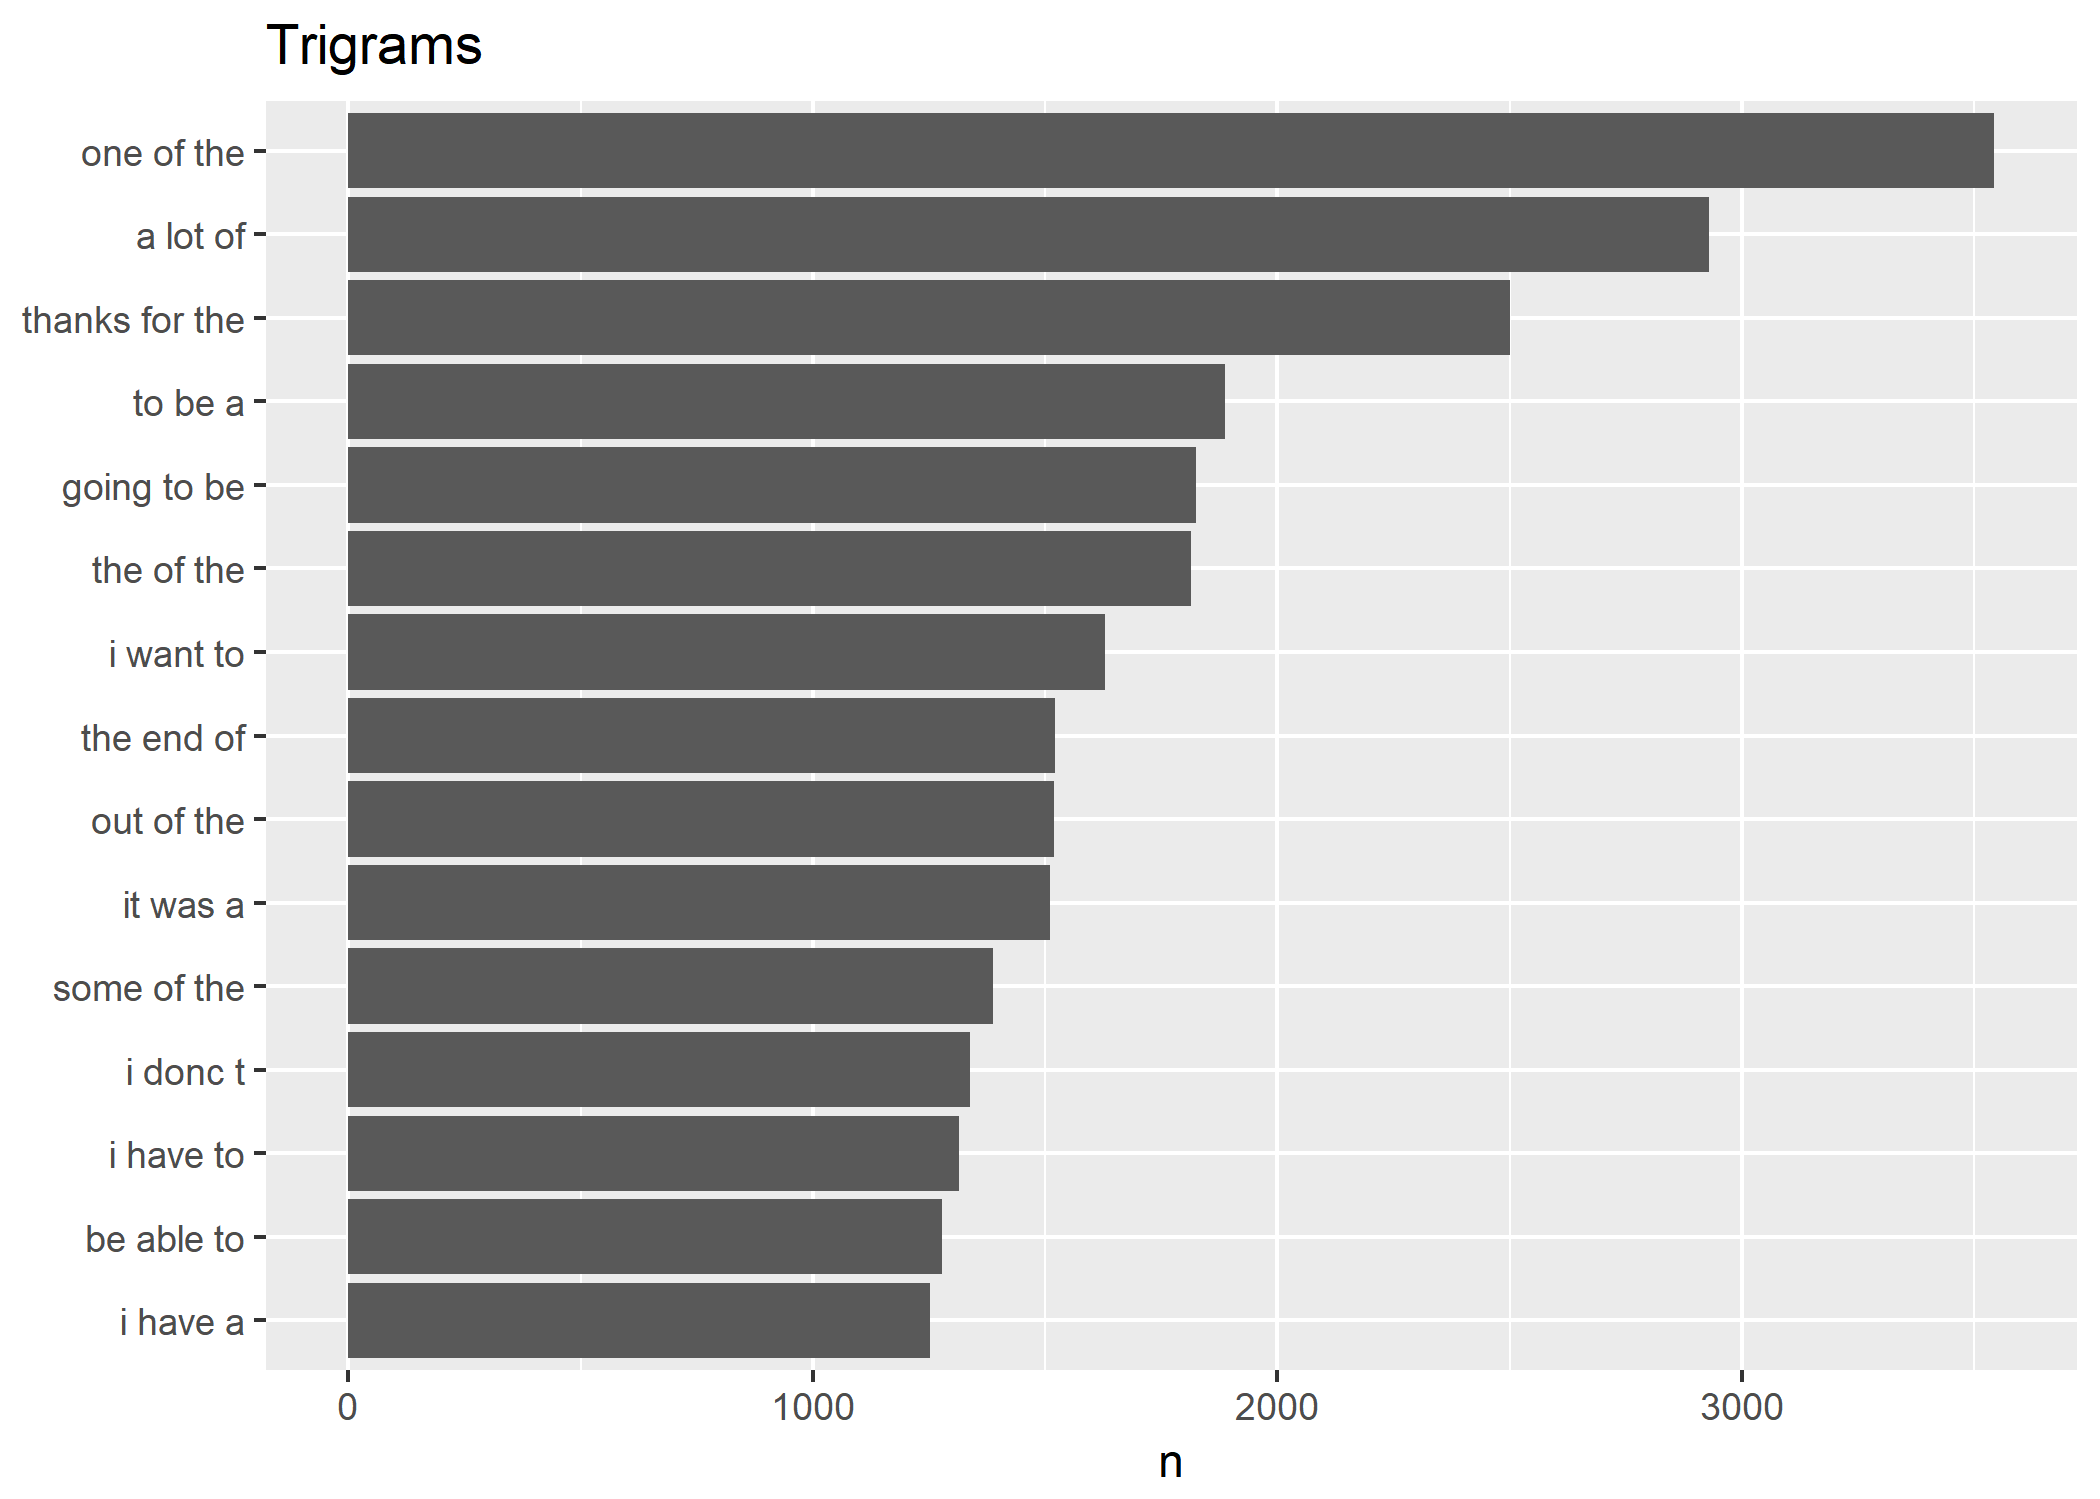 Trigrams
one of the
a lot of
thanks for the
to be a
going to be
the of the
i want to
the end of
out of the
it was a
some of the
i donc t
i have to
be able to
i have a
0 1000 2000 3000
n